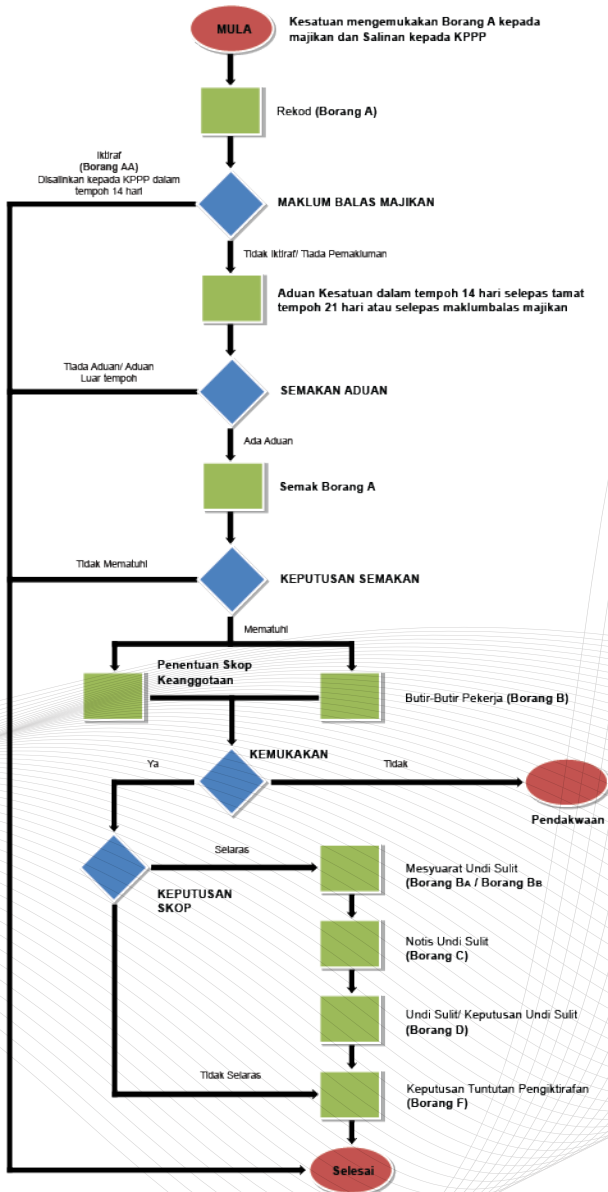 MULA
Kesatuan mengemukakan Borang A kepada
majikan dan Salinan kepada KPPP
Rekod (Borang A)
Iktiraf
(Borang AA)
Disalinkan kepada KPPP dalam
tempoh 14 hari
MAKLUM BALAS MAJIKAN
Tidak Iktiraf/ Tiada Pemakluman
Aduan Kesatuan dalam tempoh 14 hari selepas tamat
tempoh 21 hari atau selepas maklumbalas majikan
Tiada Aduan/ Aduan
Luar tempoh
SEMAKAN ADUAN
Ada Aduan
Semak Borang A
Tidak Mematuhi
KEPUTUSAN SEMAKAN
Mematuhi
Penentuan Skop
Keanggotaan
Butir-Butir Pekerja (Borang B)
KEMUKAKAN
Ya
Tidak
Pendakwaan
Selaras
KEPUTUSAN
SKOP
Mesyuarat Undi Sulit
(Borang BA / Borang BB)
Notis Undi Sulit
(Borang C)
Undi Sulit/ Keputusan Undi Sulit
(Borang D)
Tidak Selaras
Keputusan Tuntutan Pengiktirafan
(Borang F)
Selesai